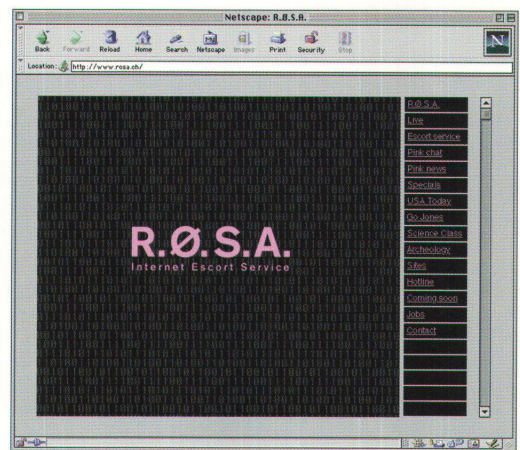 Netscape: R.Ø.S.A.
Back Forward Reload Home Search Netscape Images Print Security Stop
N
Location: http://www.rosa.ch/
R.Ø.S.A.
Internet Escort Service
R.Ø.S.A.
Live
Escort service
Pink chat
Pink news
Specials
USA Today
Go Jones
Science Class
Archeology
Sites
Hotline
Coming soon
Jobs
Contact